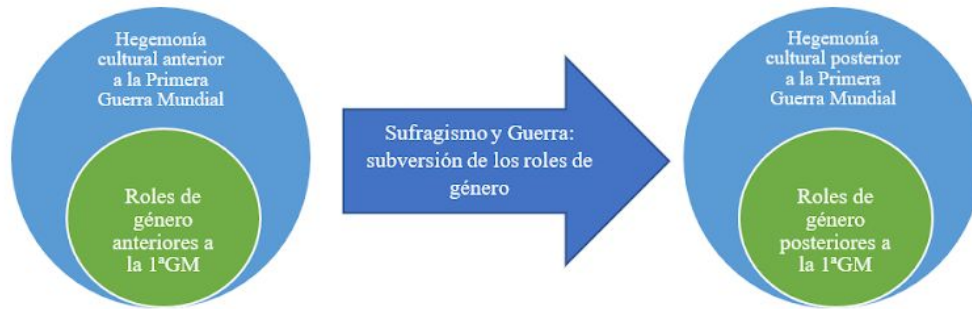 Hegemonía
cultural anterior
a la Primera
Guerra Mundial
Roles de
género
anteriores a
la 1ªGM
Sufragismo y Guerra:
subversión de los roles de
género
Hegemonía
cultural posterior
a la Primera
Guerra Mundial
Roles de
género
posteriores a
la 1ªGM